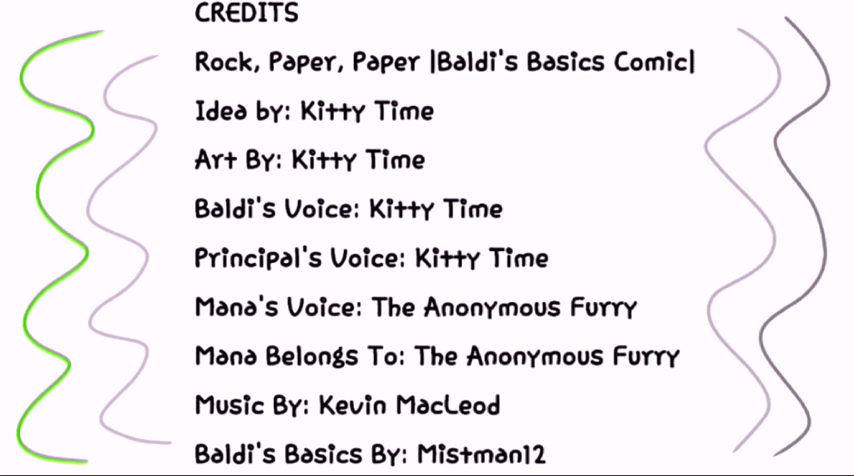 CREDITS
Rock, Paper, Paper |Baldi's Basics Comic|
Idea by: Kitty Time
Art By: Kitty Time
Baldi's Voice: Kitty Time
Principal's Voice: Kitty Time
Mana's Voice: The Anonymous Furry
Mana Belongs To: The Anonymous Furry
Music By: Kevin MacLeod
Baldi's Basics By: Mistman12